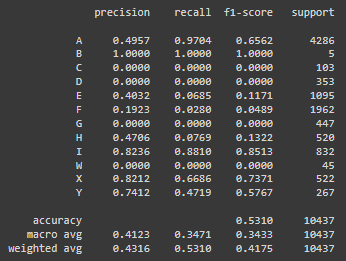 precision recall f1-score support
A 0.4957 0.9704 0.6562 4286
B 1.0000 1.0000 1.0000 5
C 0.0000 0.0000 0.0000 103
D 0.0000 0.0000 0.0000 353
E 0.4032 0.0685 0.1171 1095
F 0.1923 0.0280 0.0489 1962
G 0.0000 0.0000 0.0000 447
H 0.4706 0.0769 0.1322 520
I 0.8236 0.8810 0.8513 832
W 0.0000 0.0000 0.0000 45
X 0.8212 0.6686 0.7371 522
Y 0.7412 0.4719 0.5767 267
accuracy 0.5310 10437
macro avg 0.4123 0.3471 0.3433 10437
weighted avg 0.4316 0.5310 0.4175 10437